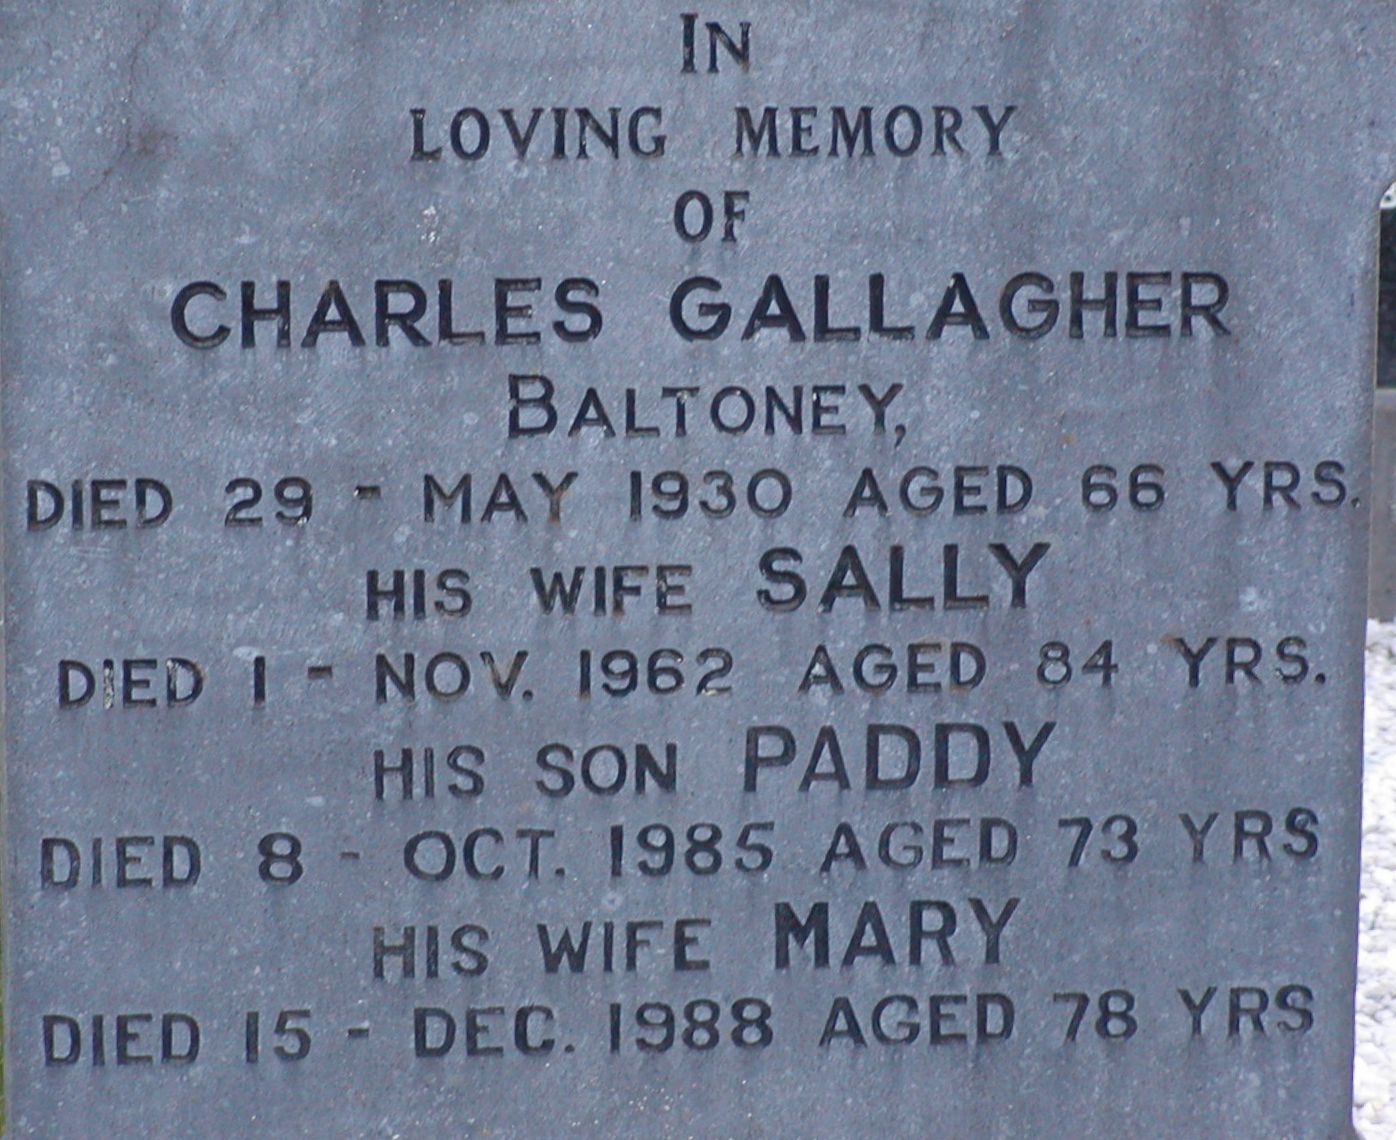 IN
LOVING MEMORY
OF
CHARLES GALLAGHER
BALTONEY,
DIED 29 - MAY 1930 AGED 66 YRS.
HIS WIFE SALLY
DIED 1 - NOV. 1962 AGED 84 YRS.
HIS SON PADDY
DIED 8 - OCT. 1985 AGED 73 YRS
HIS WIFE MARY
DIED 15 - DEC. 1988 AGED 78 YRS